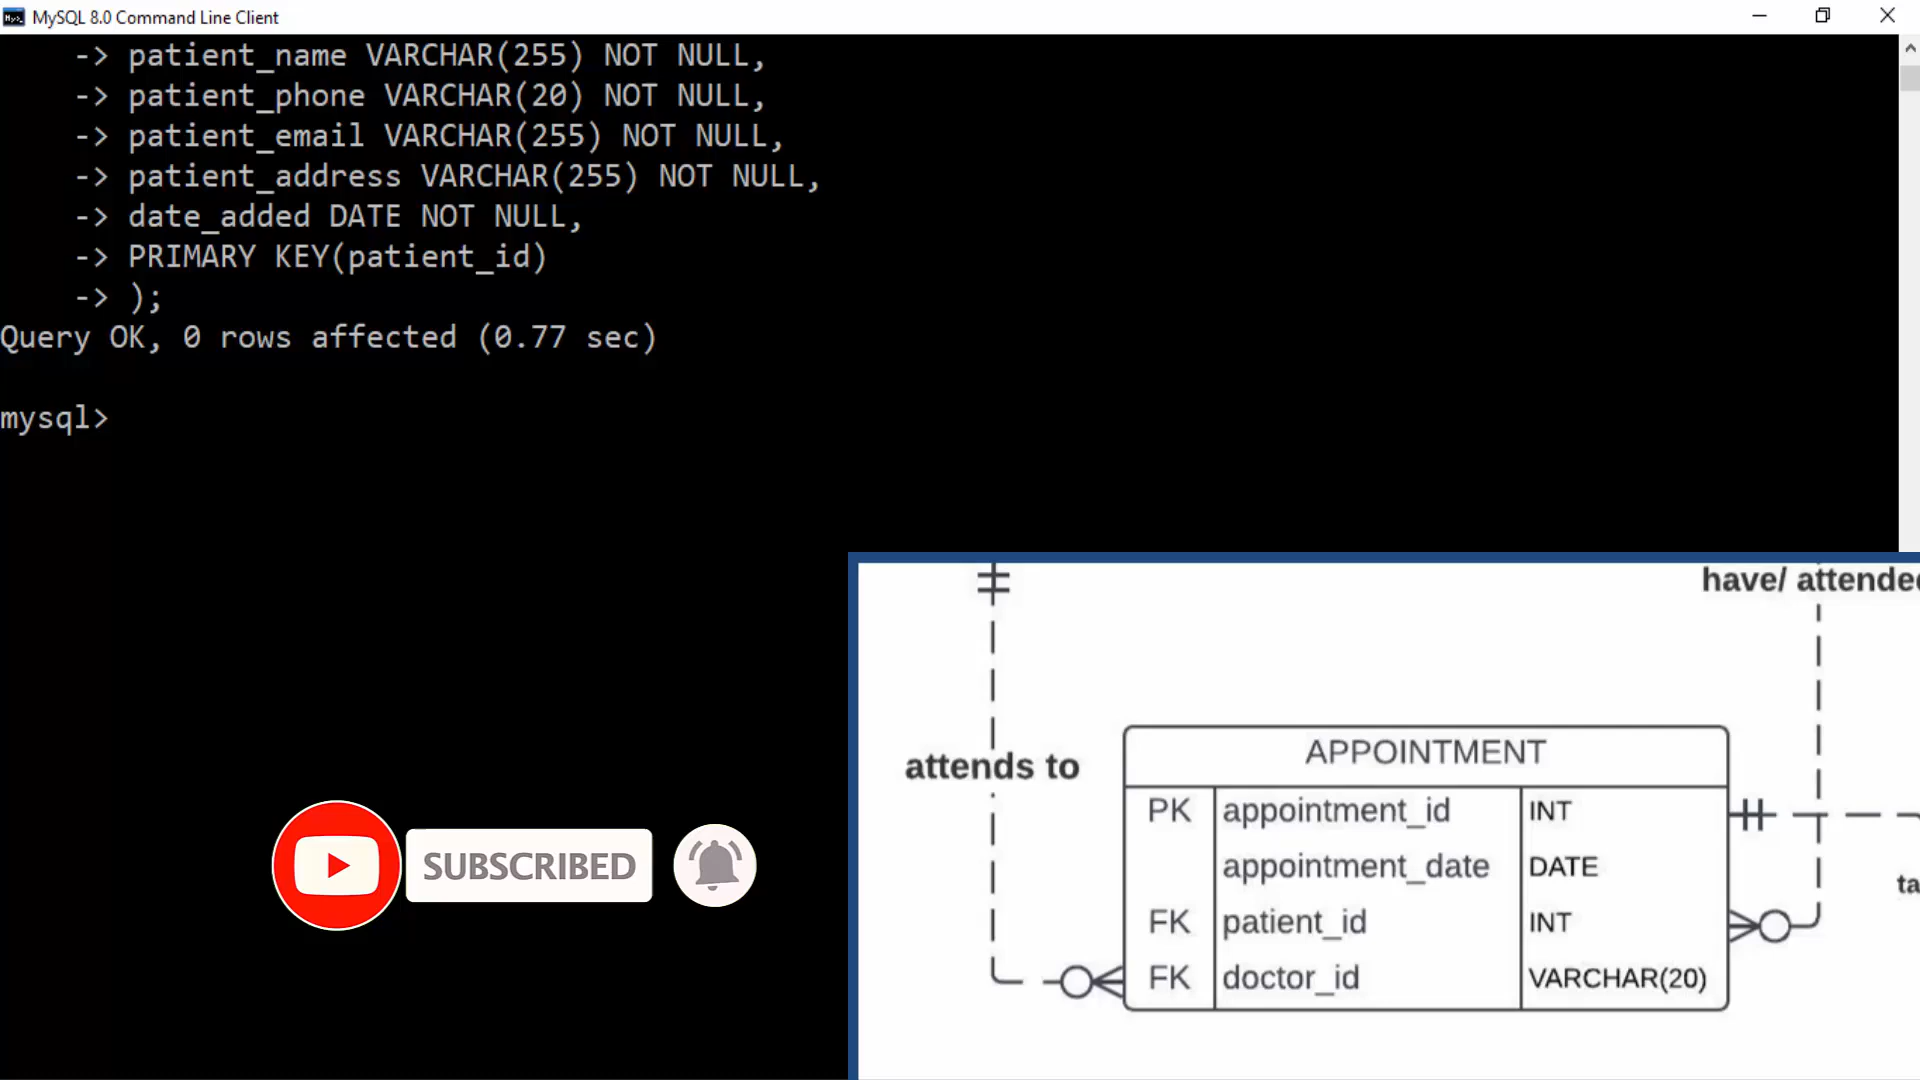 MySQL 8.0 Command Line Client
-> patient_name VARCHAR(255) NOT NULL,
-> patient_phone VARCHAR(20) NOT NULL,
-> patient_email VARCHAR(255) NOT NULL,
-> patient_address VARCHAR(255) NOT NULL,
-> date_added DATE NOT NULL,
-> PRIMARY KEY(patient_id)
-> );
Query OK, 0 rows affected (0.77 sec)
mysql>
have/ attended
attends to
APPOINTMENT
PK appointment_id INT
appointment_date DATE
FK patient_id INT
FK doctor_id VARCHAR(20)
SUBSCRIBED